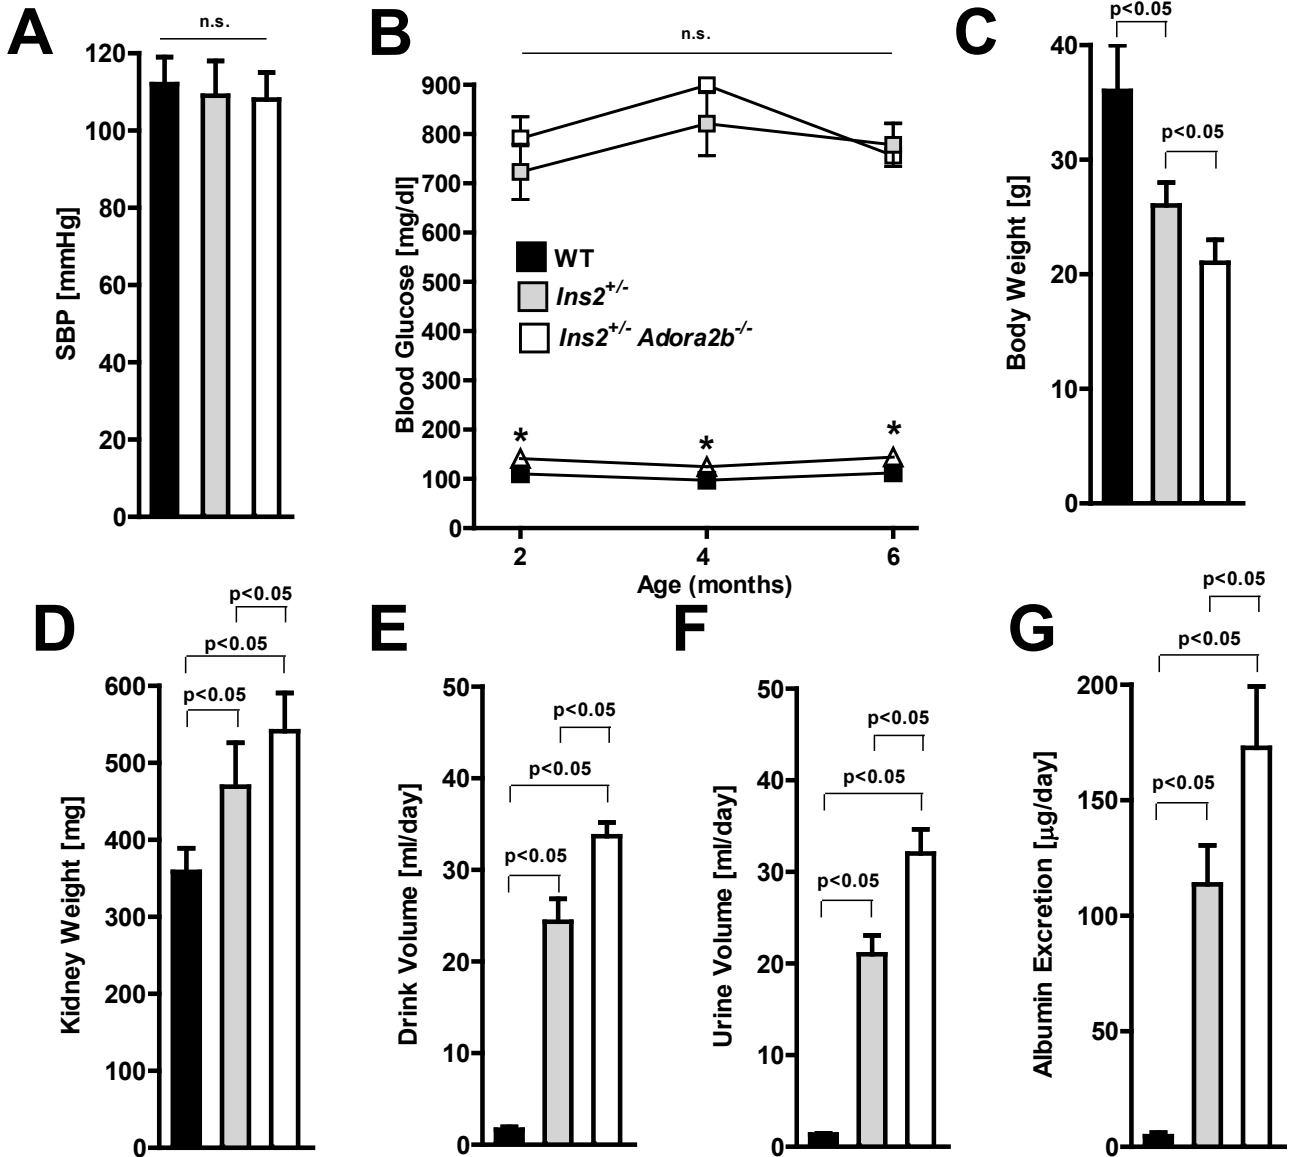 A
n.s.
120
100
80
60
40
20
0
SBP [mmHg]
B
n.s.
900
800
700
600
500
400
300
200
100
0
Blood Glucose [mg/dl]
WT
Ins2+/-
Ins2+/- Adora2b-/-
*
*
*
2
4
6
Age (months)
C
p<0.05
p<0.05
40
30
20
10
0
Body Weight [g]
D
p<0.05
p<0.05
p<0.05
600
500
400
300
200
100
0
Kidney Weight [mg]
E
p<0.05
p<0.05
p<0.05
50
40
30
20
10
0
Drink Volume [ml/day]
F
p<0.05
p<0.05
p<0.05
50
40
30
20
10
0
Urine Volume [ml/day]
G
p<0.05
p<0.05
p<0.05
200
150
100
50
0
Albumin Excretion [μg/day]